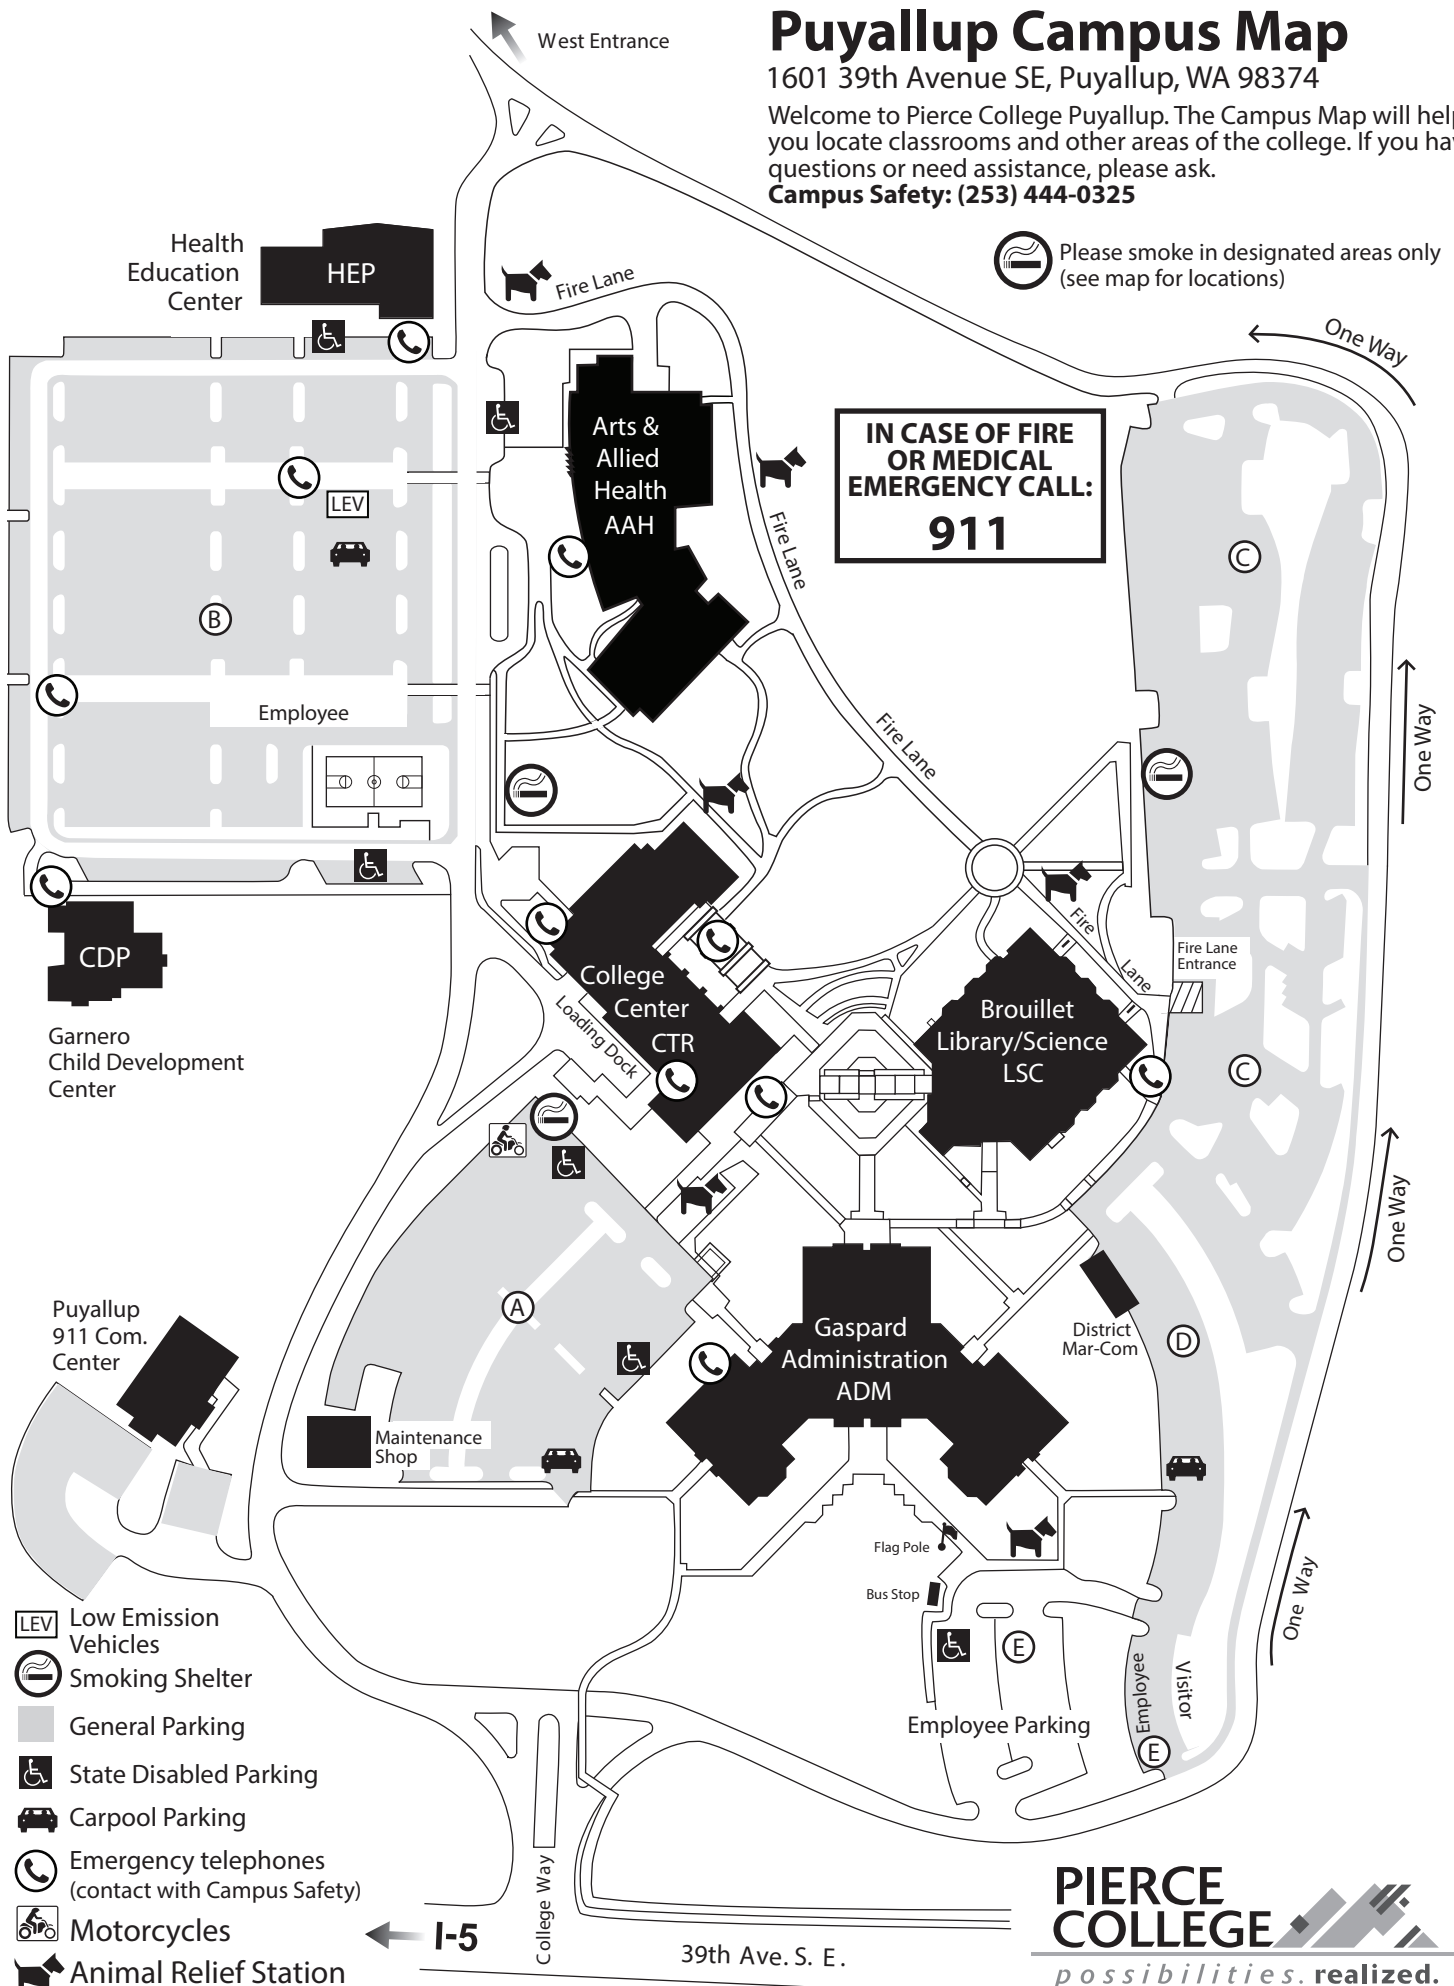 West Entrance
Puyallup Campus Map
1601 39th Avenue SE, Puyallup, WA 98374
Welcome to Pierce College Puyallup. The Campus Map will
you locate classrooms and other areas of the college. If you
questions or need assistance, please ask.
Campus Safety: (253) 444-0325
Please smoke in designated areas only
(see map for locations)
Health
Education
Center
HEP
Fire Lane
One Way
Arts &
Allied
Health
AAH
IN CASE OF FIRE
OR MEDICAL
EMERGENCY CALL:
911
LEV
Fire Lane
C
B
Employee
Fire Lane
One Way
CDP
Garnero
Child Development
Center
College
Center
CTR
Loading Dock
Fire
Lane
Fire Lane
Entrance
Brouillet
Library/Science
LSC
C
One Way
A
Puyallup
911 Com.
Center
Gaspard
Administration
ADM
District
Mar-Com
D
Maintenance
Shop
Flag Pole
Bus Stop
E
Employee Parking
Employee
Visitor
E
One Way
LEV
Low Emission
Vehicles
Smoking Shelter
General Parking
State Disabled Parking
Carpool Parking
Emergency telephones
(contact with Campus Safety)
Motorcycles
Animal Relief Station
I-5
College Way
39th Ave. S. E.
PIERCE
COLLEGE
possibilities. realized.